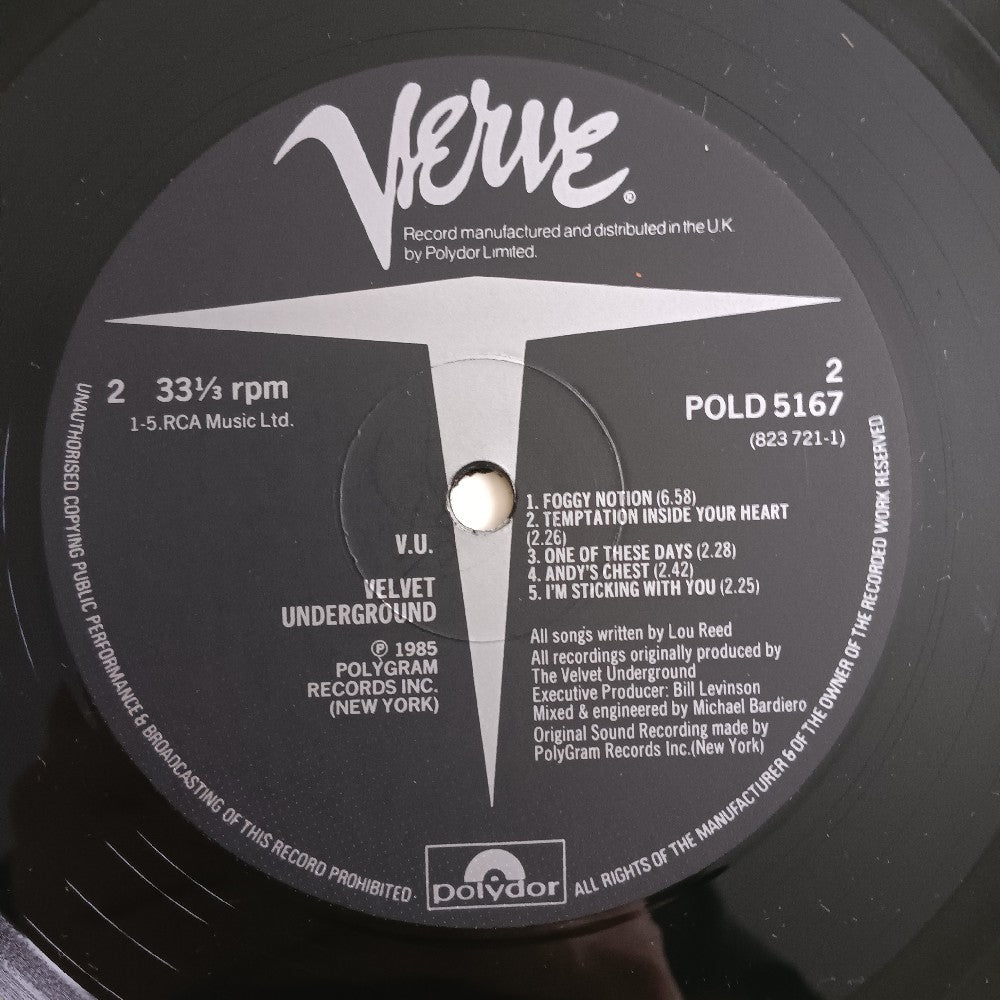 Verve ®
Record manufactured and distributed in the U.K.
by Polydor Limited.
2 33⅓ rpm
1-5.RCA Music Ltd.
2
POLD 5167
(823 721-1)
V.U.
VELVET
UNDERGROUND
℗ 1985
POLYGRAM
RECORDS INC.
(NEW YORK)
1. FOGGY NOTION (6.58)
2. TEMPTATION INSIDE YOUR HEART
(2.26)
3. ONE OF THESE DAYS (2.28)
4. ANDY'S CHEST (2.42)
5. I'M STICKING WITH YOU (2.25)
All songs written by Lou Reed
All recordings originally produced by
The Velvet Underground
Executive Producer: Bill Levinson
Mixed & engineered by Michael Bardiero
Original Sound Recording made by
PolyGram Records Inc.(New York)
UNAUTHORISED COPYING PUBLIC PERFORMANCE & BROADCASTING OF THIS RECORD PROHIBITED·
polydor
ALL RIGHTS OF THE MANUFACTURER & OF THE OWNER OF THE RECORDED WORK RESERVED